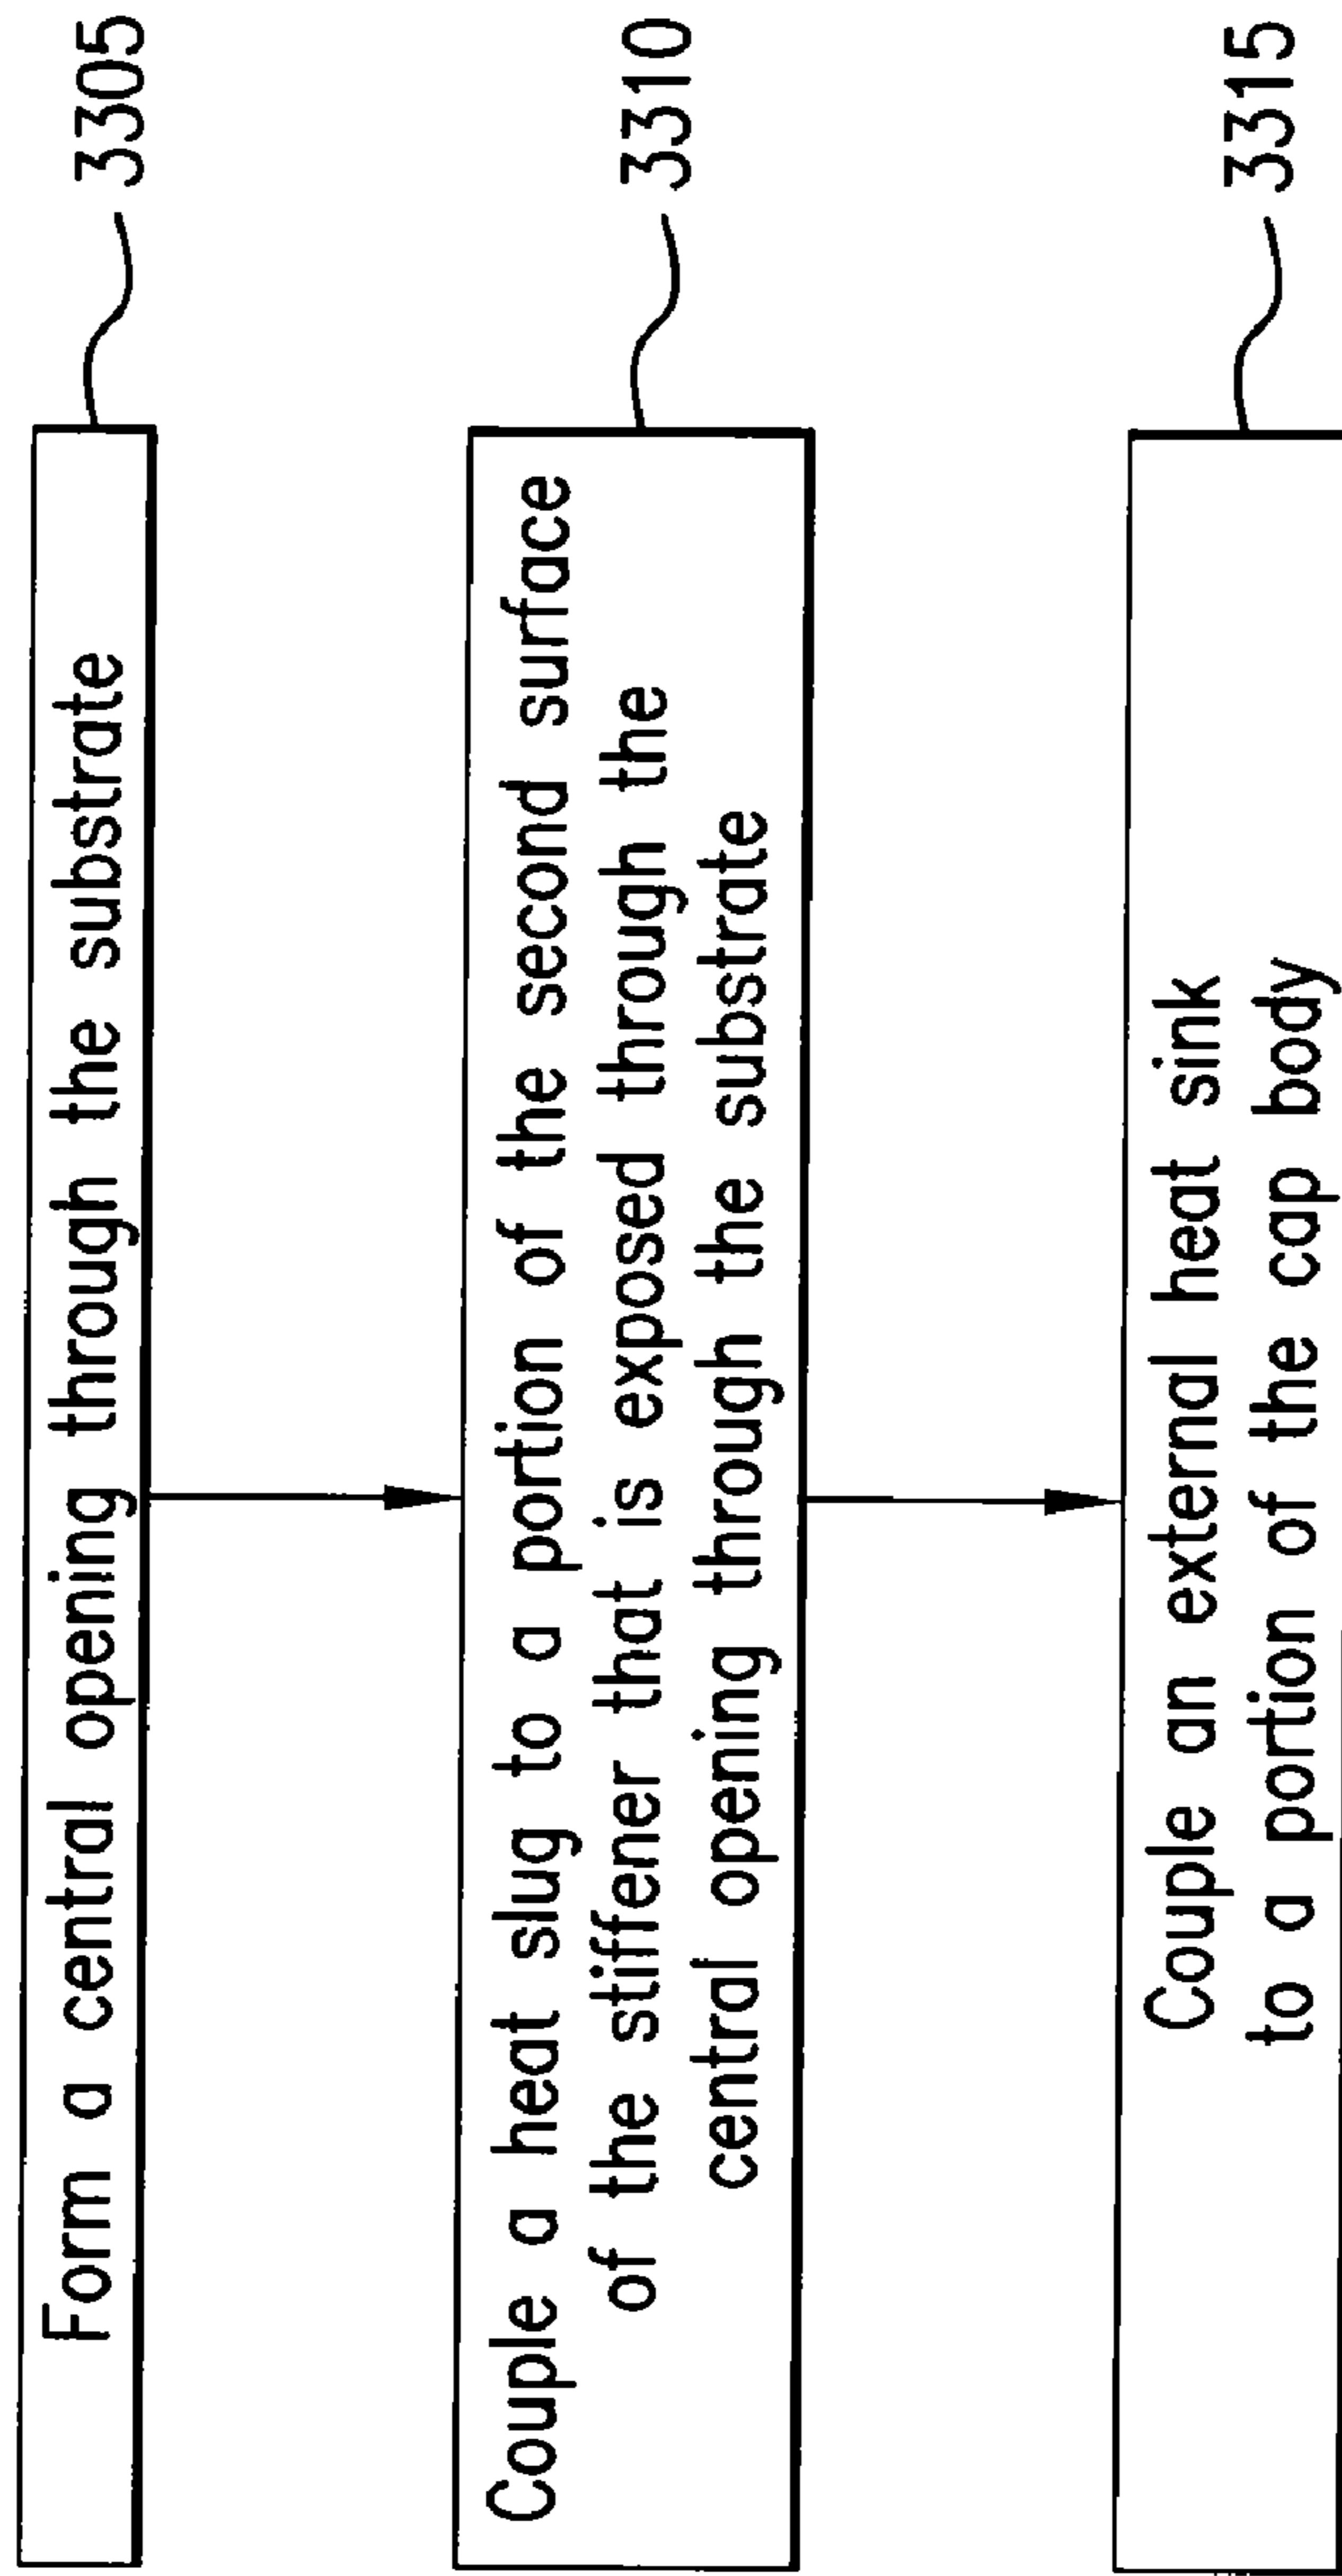 Form a central opening through the substrate
3305
Couple a heat slug to a portion of the second surface
of the stiffener that is exposed through the
central opening through the substrate
3310
Couple an external heat sink
to a portion of the cap body
3315